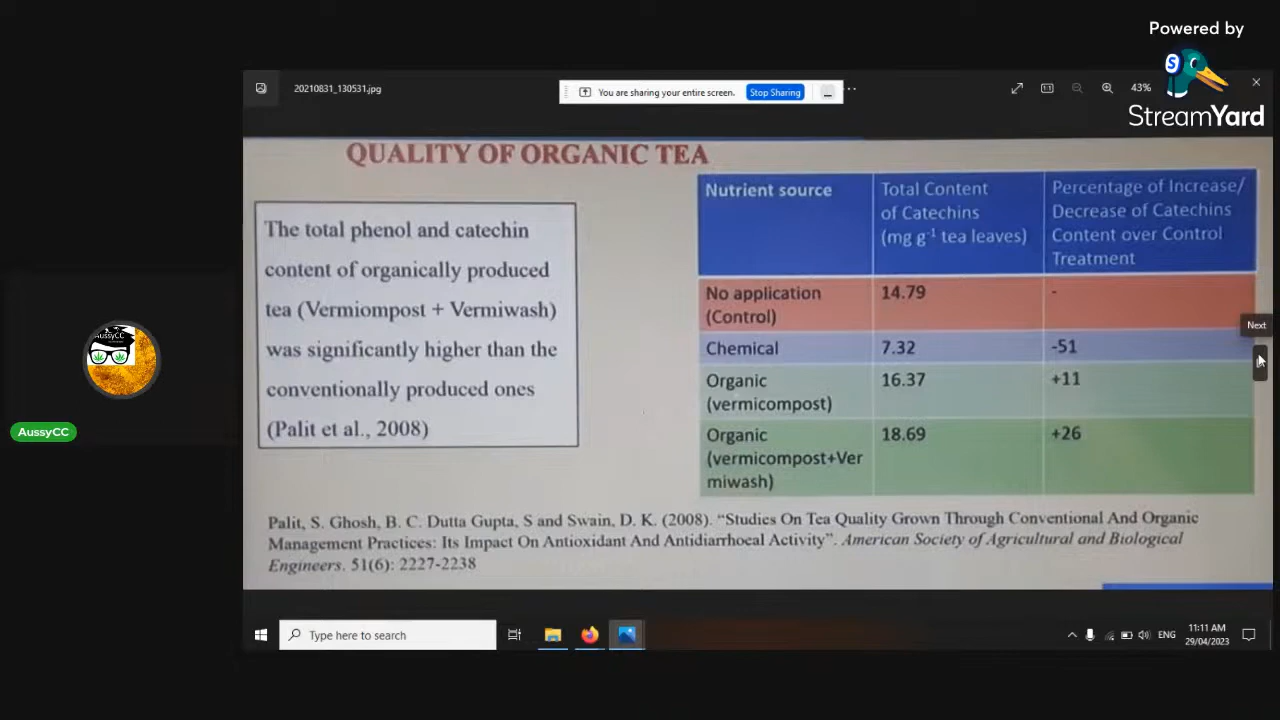 Powered by
StreamYard
20210831_130531.jpg
You are sharing your entire screen.
Stop Sharing
43%
QUALITY OF ORGANIC TEA
The total phenol and catechin
content of organically produced
tea (Vermiompost + Vermiwash)
was significantly higher than the
conventionally produced ones
(Palit et al., 2008)
Nutrient source
Total Content
of Catechins
(mg g-1 tea leaves)
Percentage of Increase/
Decrease of Catechins
Content over Control
Treatment
No application
(Control)
14.79
-
Chemical
7.32
-51
Organic
(vermicompost)
16.37
+11
Organic
(vermicompost+Ver
miwash)
18.69
+26
Next
AussyCC
AussyCC
Palit, S. Ghosh, B. C. Dutta Gupta, S and Swain, D. K. (2008). “Studies On Tea Quality Grown Through Conventional And Organic
Management Practices: Its Impact On Antioxidant And Antidiarrhoeal Activity”. American Society of Agricultural and Biological
Engineers. 51(6): 2227-2238
Type here to search
ENG
11:11 AM
29/04/2023